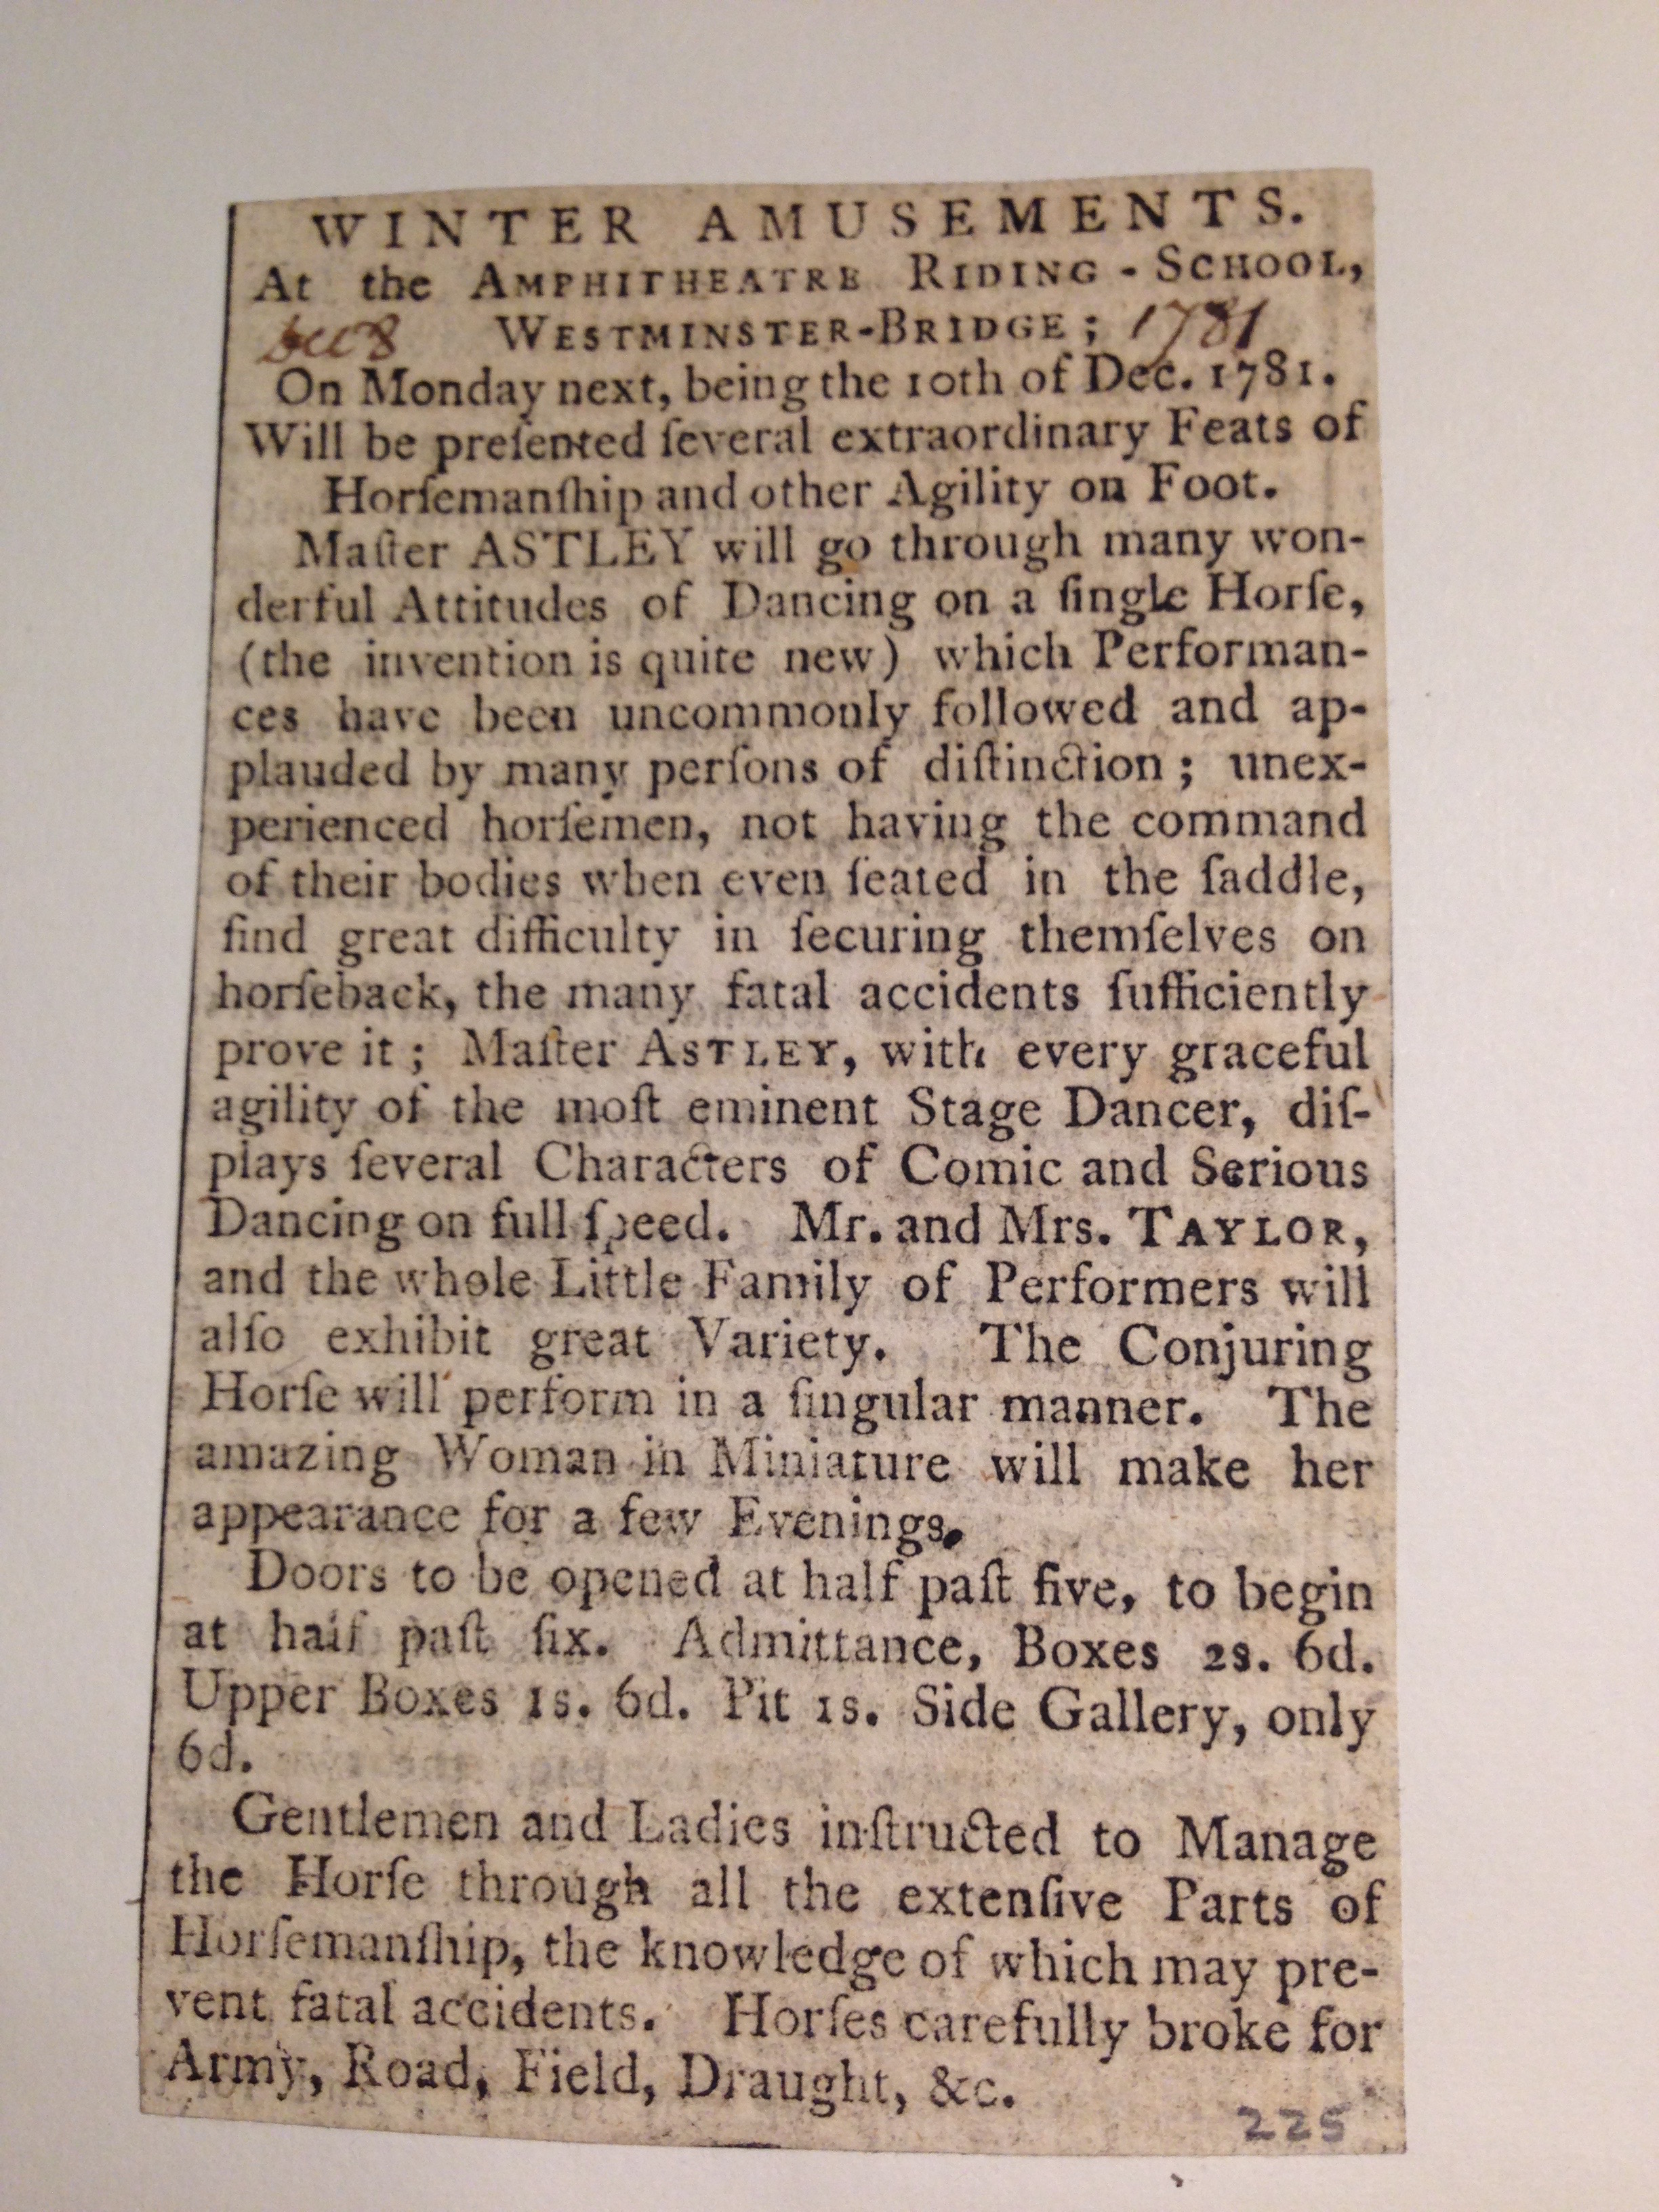 WINTER AMUSEMENTS.
At the AMPHITHEATRE RIDING-SCHOOL,
Dec 8 WESTMINSTER-BRIDGE; 1781
On Monday next, being the 10th of Dec. 1781.
Will be preſented ſeveral extraordinary Feats of
Horſemanſhip and other Agility on Foot.
Maſter ASTLEY will go through many won-
derful Attitudes of Dancing on a ſingle Horſe,
(the invention is quite new) which Performan-
ces have been uncommonly followed and ap-
plauded by many perſons of diſtinction; unex-
perienced horſemen, not having the command
of their bodies when even ſeated in the ſaddle,
find great difficulty in ſecuring themſelves on
horſeback, the many fatal accidents ſufficiently
prove it; Maſter ASTLEY, with every graceful
agility of the moſt eminent Stage Dancer, diſ-
plays ſeveral Characters of Comic and Serious
Dancing on full ſpeed. Mr. and Mrs. TAYLOR,
and the whole Little Family of Performers will
alſo exhibit great Variety. The Conjuring
Horſe will perform in a ſingular manner. The
amazing Woman in Miniature will make her
appearance for a few Evenings.
Doors to be opened at half paſt five, to begin
at half paſt ſix. Admittance, Boxes 2s. 6d.
Upper Boxes 1s. 6d. Pit 1s. Side Gallery, only
6d.
Gentlemen and Ladies inſtructed to Manage
the Horſe through all the extenſive Parts of
Horſemanſhip, the knowledge of which may pre-
vent fatal accidents. Horſes carefully broke for
Army, Road, Field, Draught, &c.
225